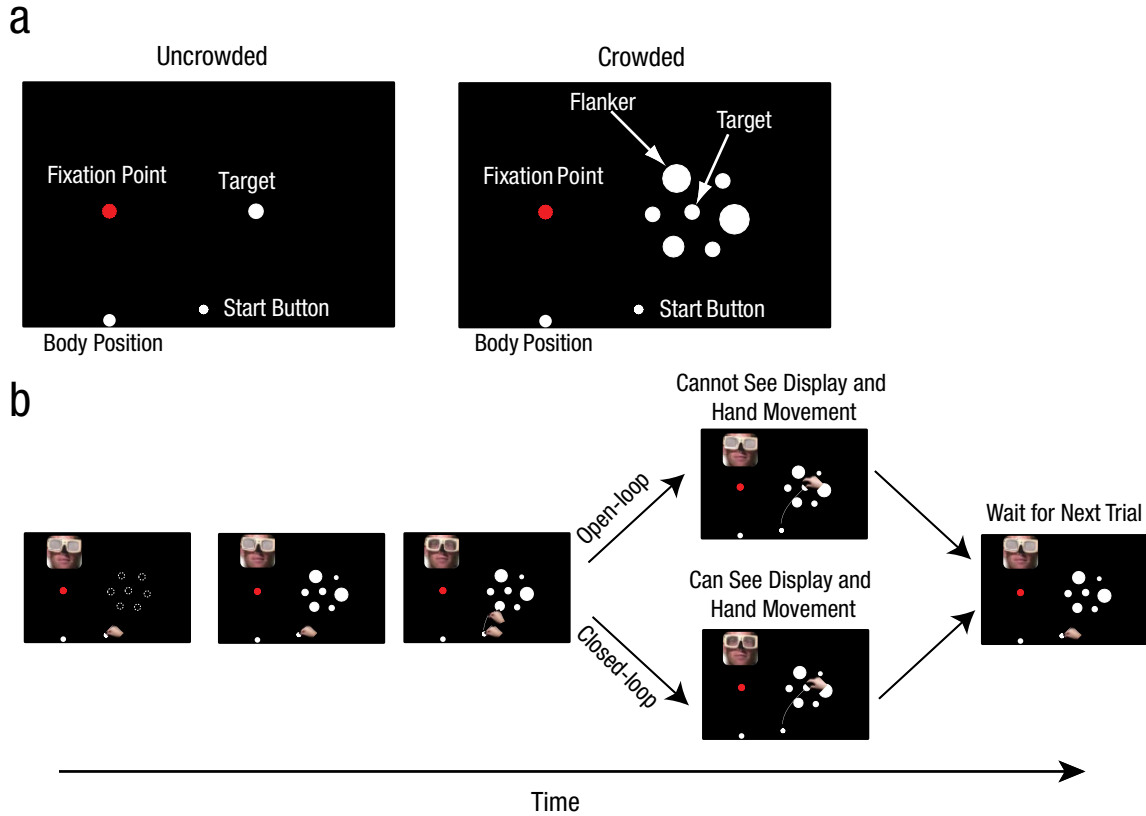 a
Uncrowded
Crowded
Flanker
Target
Fixation Point
Target
Fixation Point
Start Button
Start Button
Body Position
Body Position
b
Cannot See Display and
Hand Movement
Open-loop
Wait for Next Trial
Can See Display and
Hand Movement
Closed-loop
Time